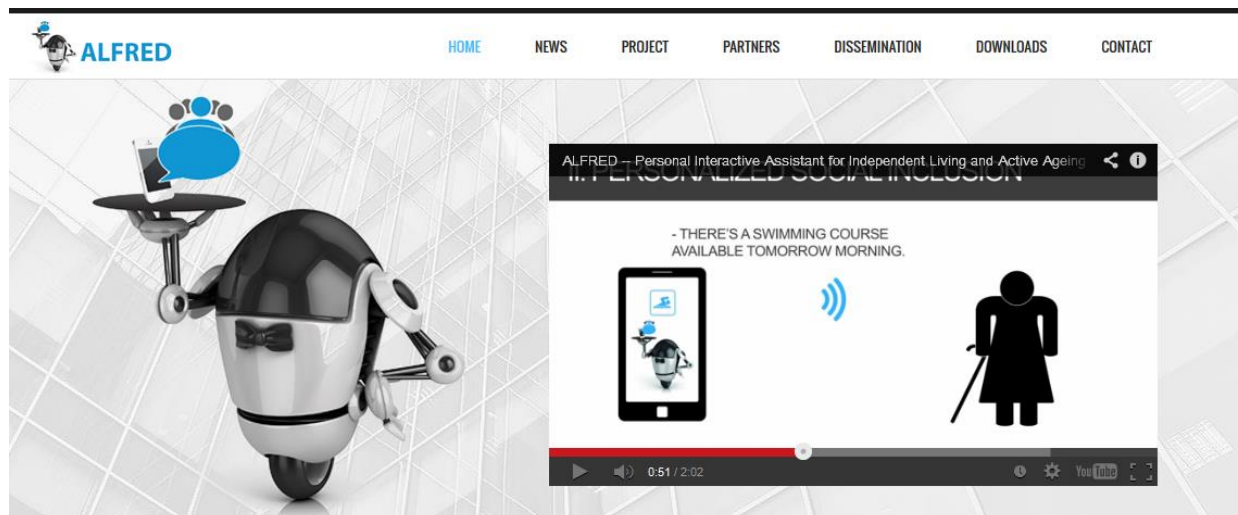 ALFRED
HOME NEWS PROJECT PARTNERS DISSEMINATION DOWNLOADS CONTACT
ALFRED -- Personal Interactive Assistant for Independent Living and Active Ageing
II. PERSONALIZED SOCIAL INCLUSION
- THERE'S A SWIMMING COURSE
AVAILABLE TOMORROW MORNING.
0:51 / 2:02
YouTube